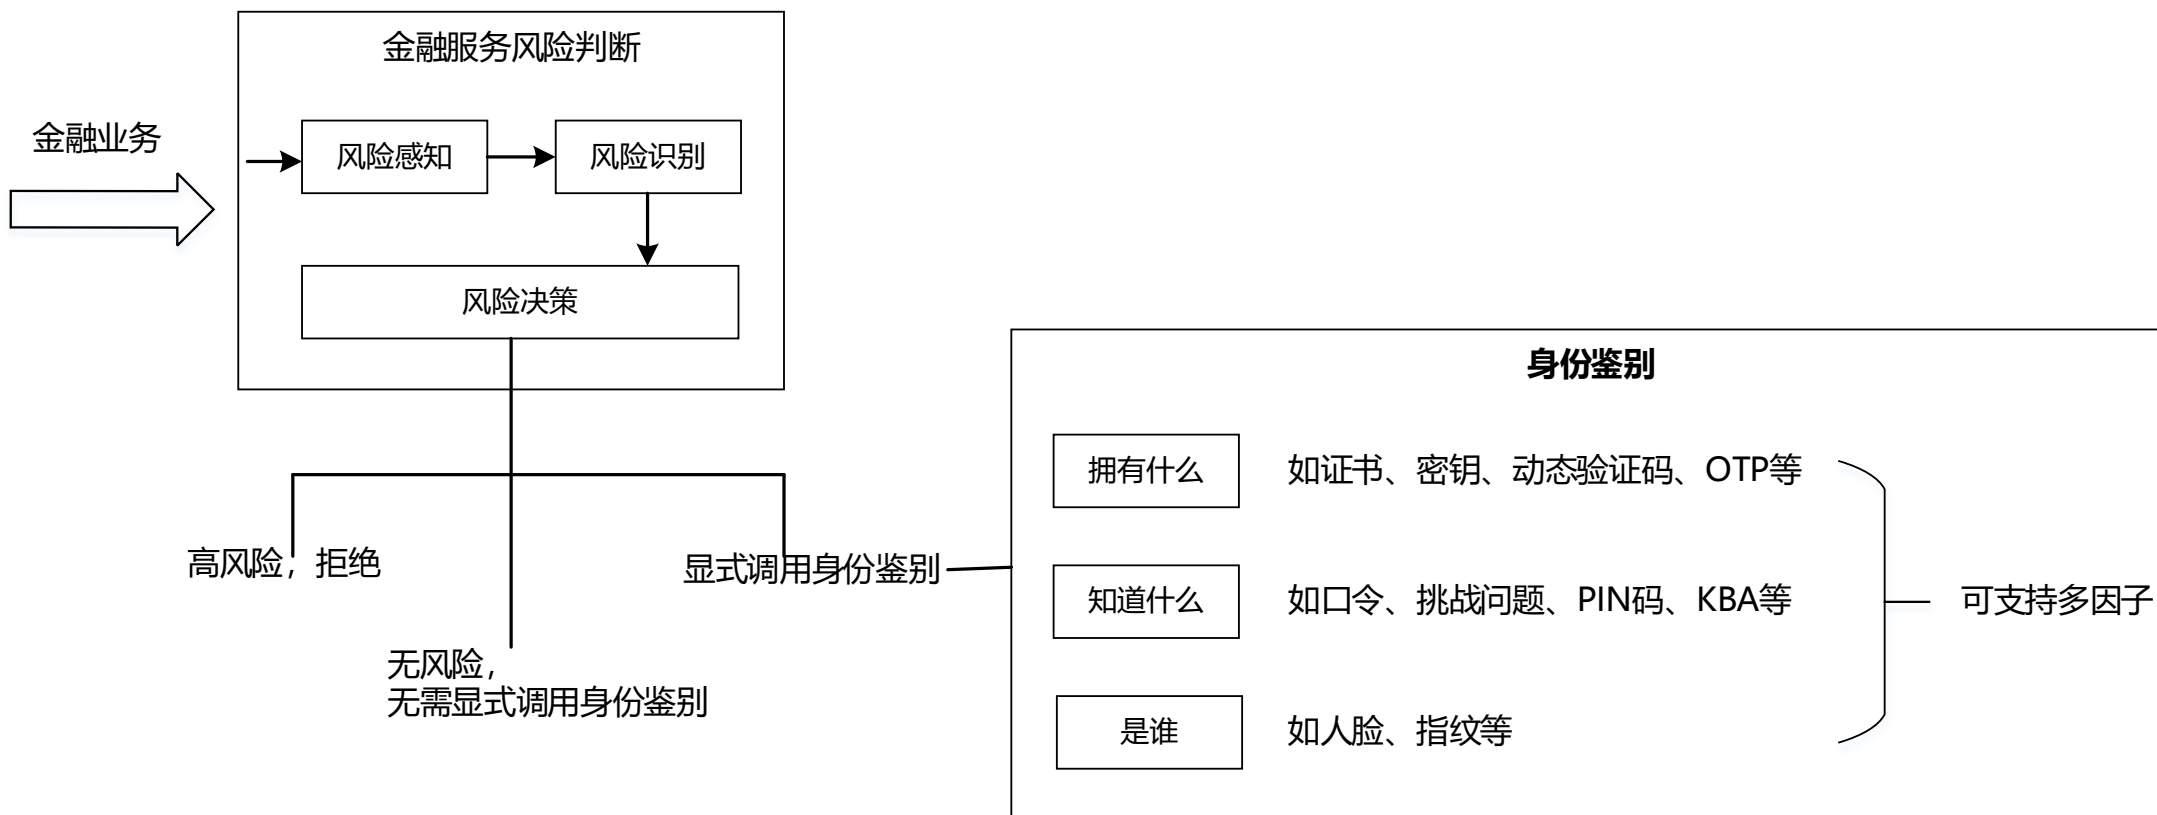 金融服务风险判断
金融业务
风险感知
风险识别
风险决策
身份鉴别
拥有什么
如证书、密钥、动态验证码、OTP等
高风险，拒绝
显式调用身份鉴别
知道什么
如口令、挑战问题、PIN码、KBA等
可支持多因子
无风险，
无需显式调用身份鉴别
是谁
如人脸、指纹等